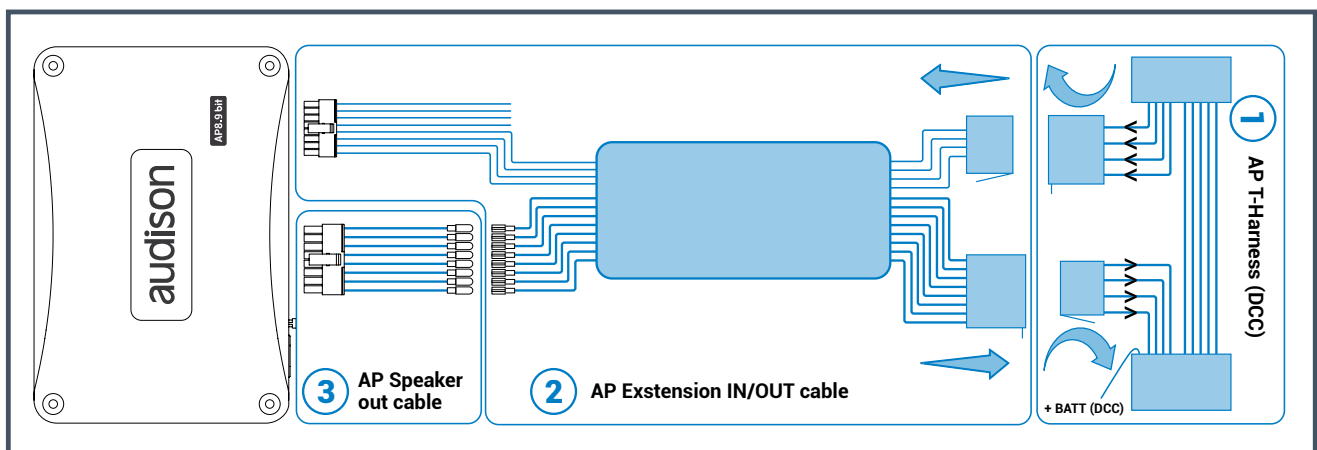 AP8.9 bit
audison
3
AP Speaker
out cable
2
AP Exstension IN/OUT cable
1
AP T-Harness (DCC)
+ BATT (DCC)